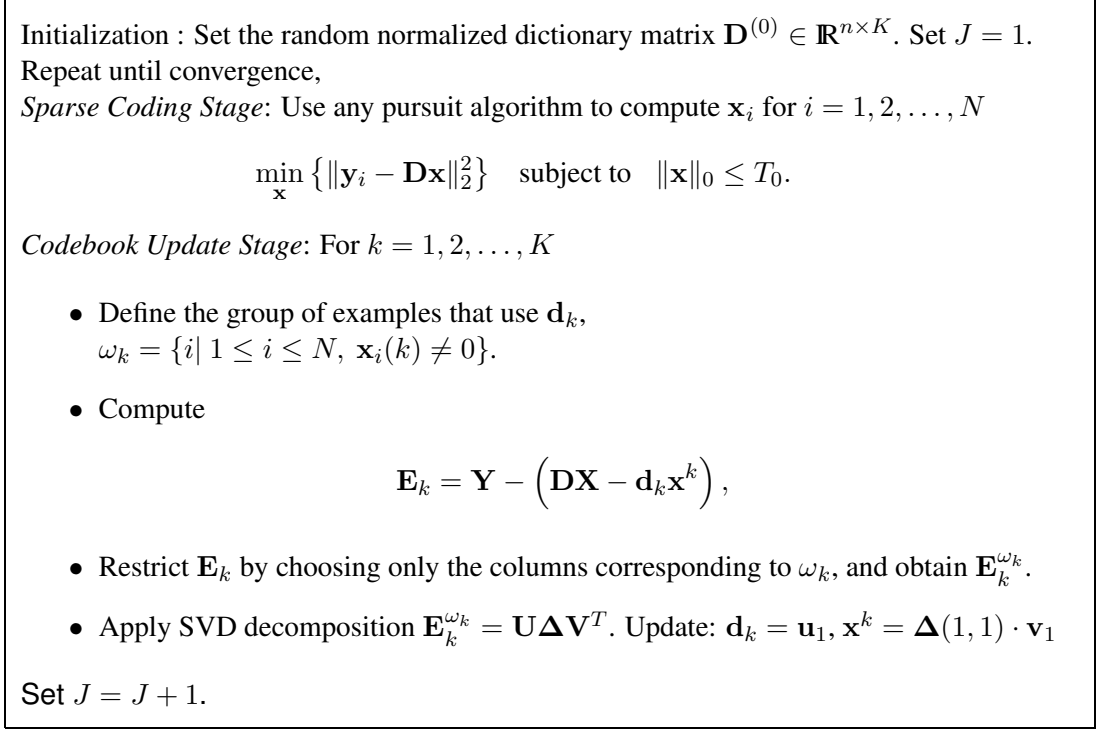 Initialization : Set the random normalized dictionary matrix D^(0) ∈ ℝ^{n×K}. Set J = 1.
Repeat until convergence,
Sparse Coding Stage: Use any pursuit algorithm to compute x_i for i = 1, 2, . . . , N
min_x {‖y_i − Dx‖_2^2} subject to ‖x‖_0 ≤ T_0.
Codebook Update Stage: For k = 1, 2, . . . , K
• Define the group of examples that use d_k,
ω_k = {i| 1 ≤ i ≤ N, x_i(k) ≠ 0}.
• Compute
E_k = Y − (DX − d_k x^k),
• Restrict E_k by choosing only the columns corresponding to ω_k, and obtain E_k^{ω_k}.
• Apply SVD decomposition E_k^{ω_k} = UΔV^T. Update: d_k = u_1, x^k = Δ(1, 1) · v_1
Set J = J + 1.